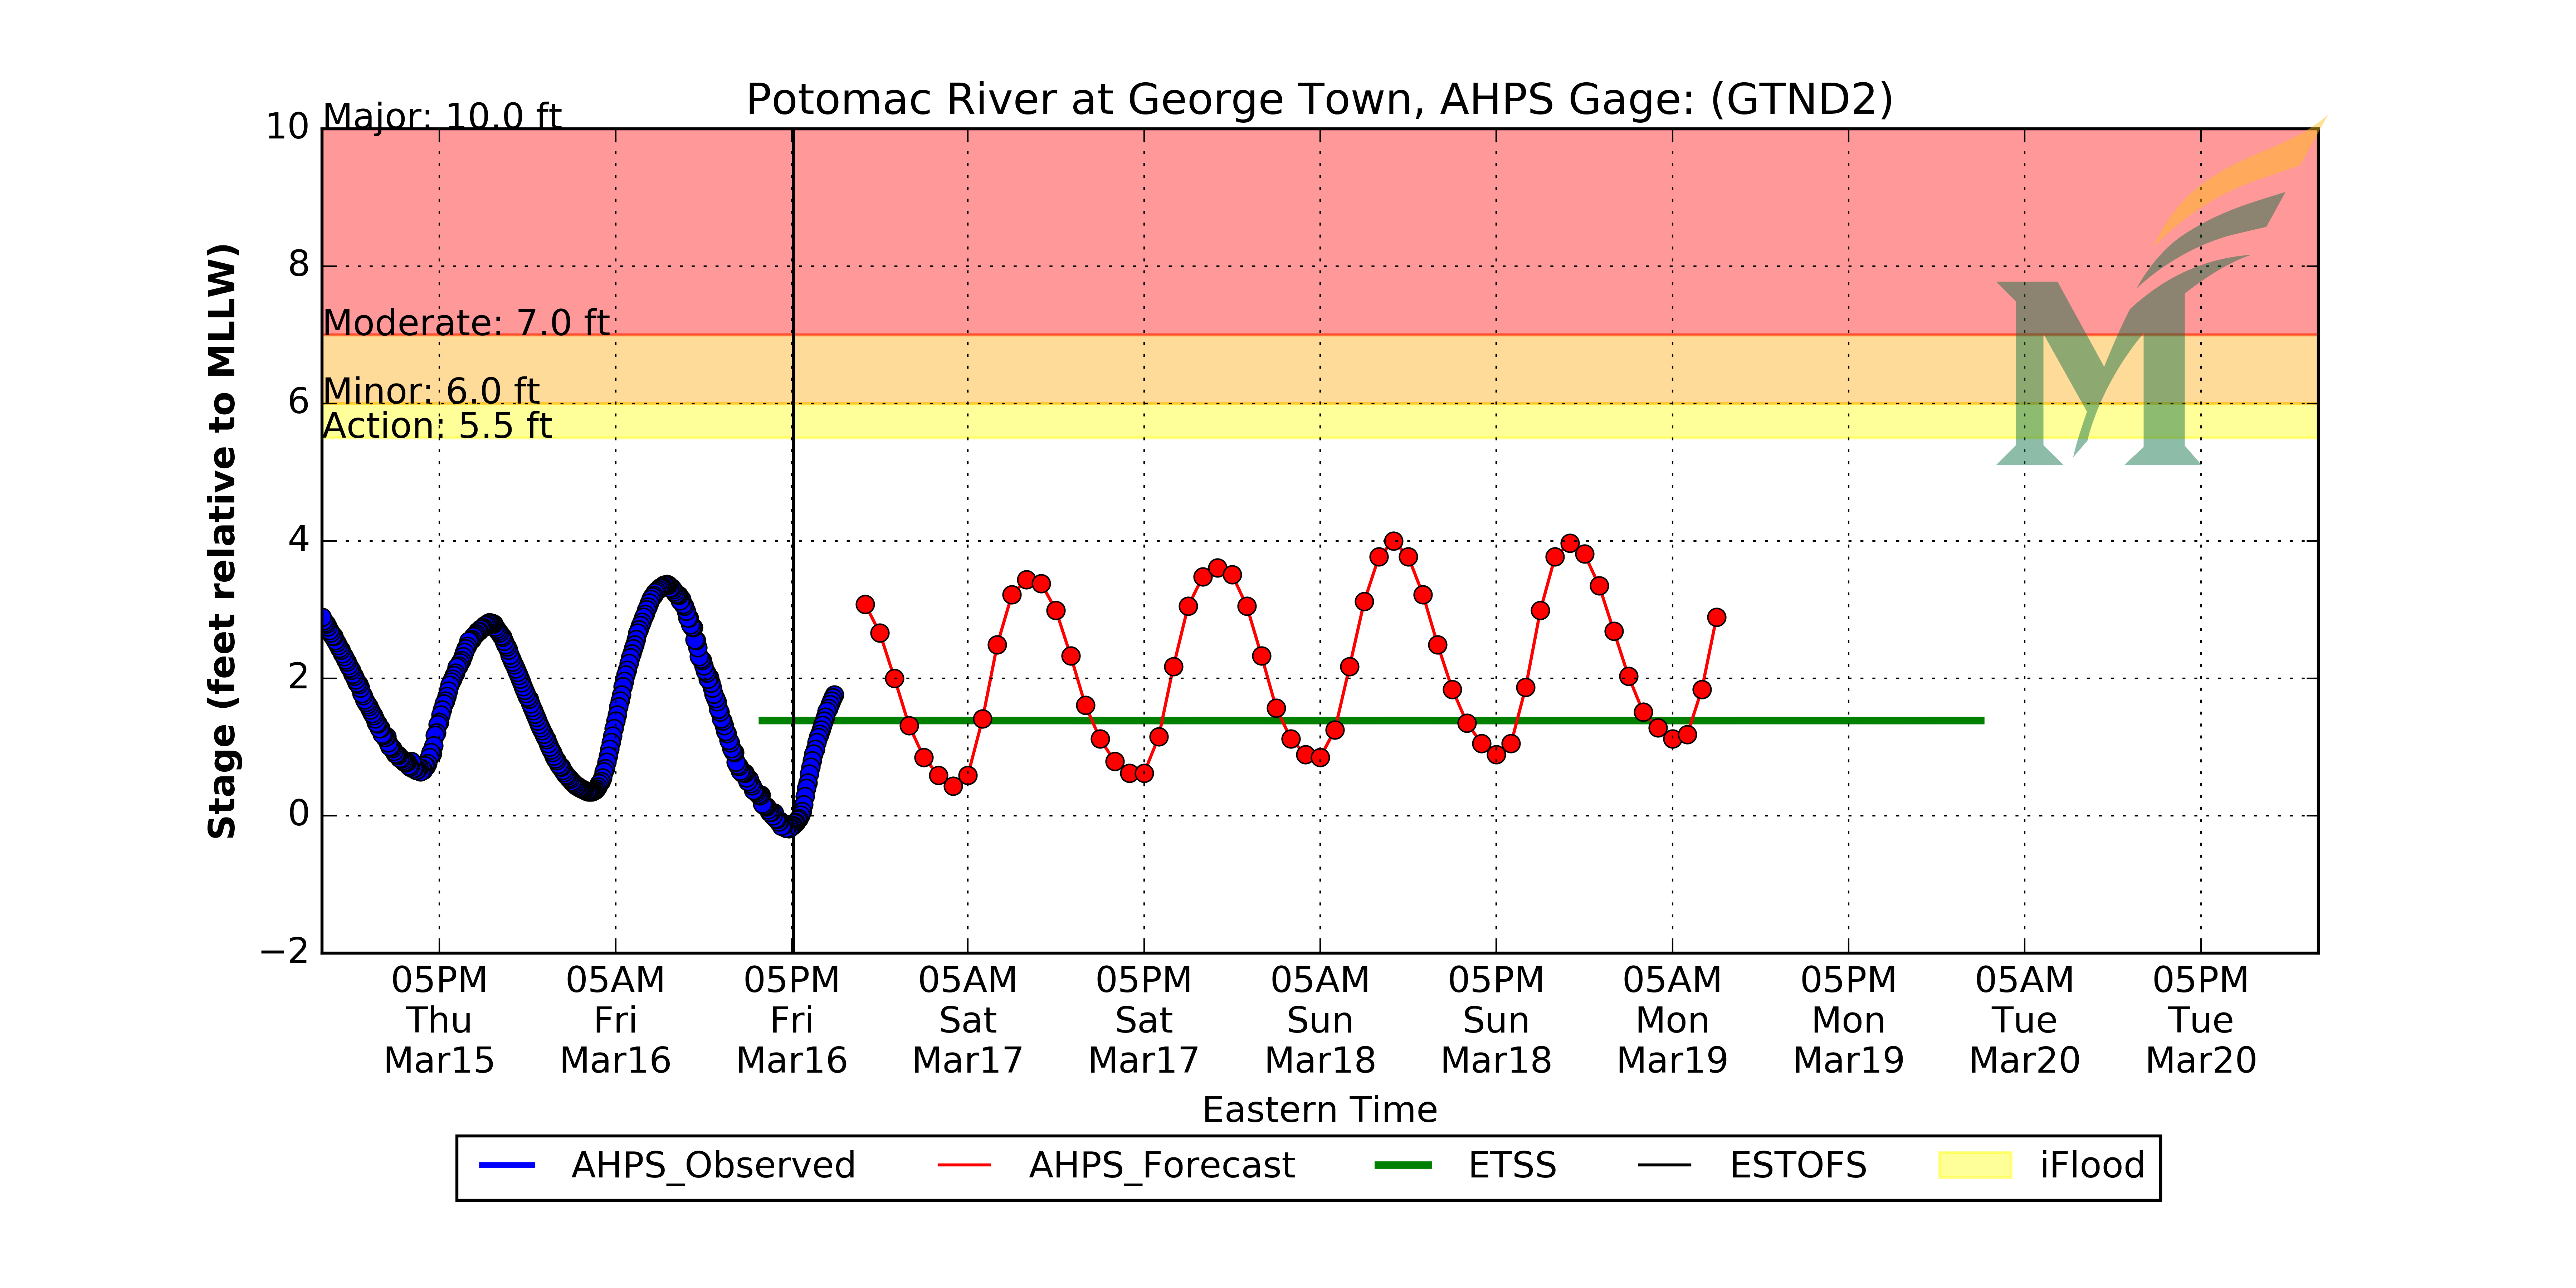 Potomac River at George Town, AHPS Gage: (GTND2)
Major: 10.0 ft
Moderate: 7.0 ft
Minor: 6.0 ft
Action: 5.5 ft
Stage (feet relative to MLLW)
10
8
6
4
2
0
−2
05PM 05AM 05PM 05AM 05PM 05AM 05PM 05AM 05PM 05AM 05PM
Thu Fri Fri Sat Sat Sun Sun Mon Mon Tue Tue
Mar15 Mar16 Mar16 Mar17 Mar17 Mar18 Mar18 Mar19 Mar19 Mar20 Mar20
Eastern Time
AHPS_Observed AHPS_Forecast ETSS ESTOFS iFlood